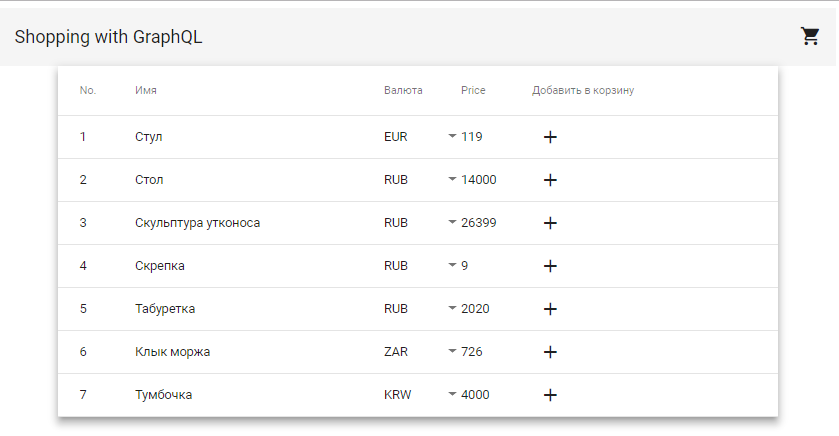 Shopping with GraphQL
No. Имя Валюта Price Добавить в корзину
1 Стул EUR 119
2 Стол RUB 14000
3 Скульптура утконоса RUB 26399
4 Скрепка RUB 9
5 Табуретка RUB 2020
6 Клык моржа ZAR 726
7 Тумбочка KRW 4000